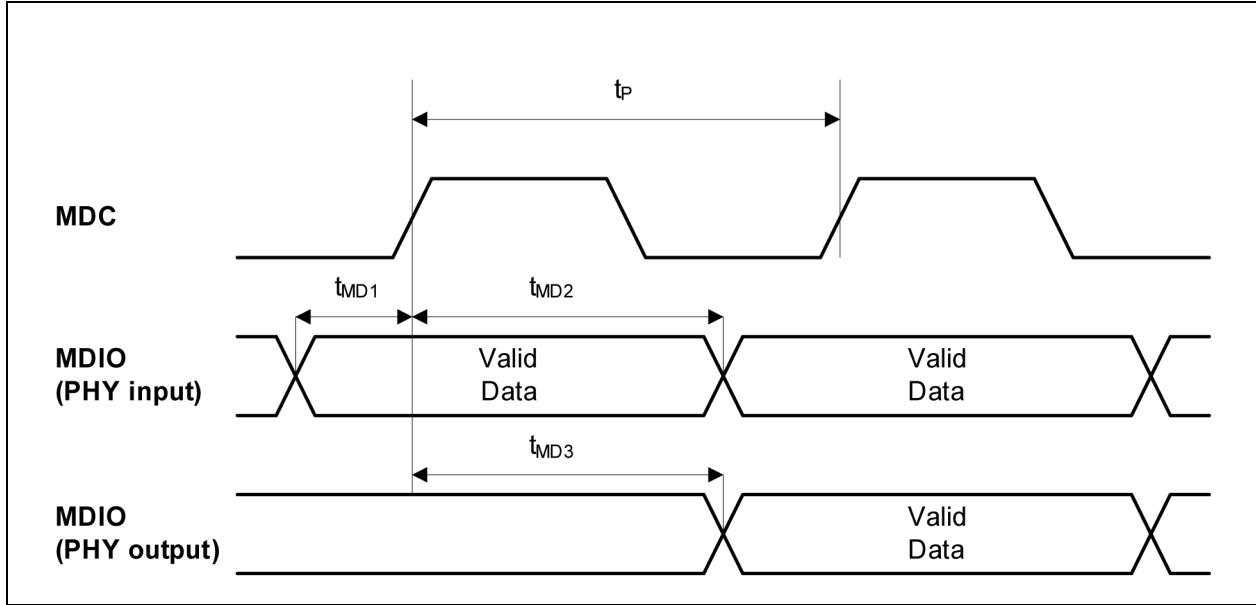 tP
MDC
tMD1
tMD2
MDIO
(PHY input)
Valid
Data
Valid
Data
tMD3
MDIO
(PHY output)
Valid
Data